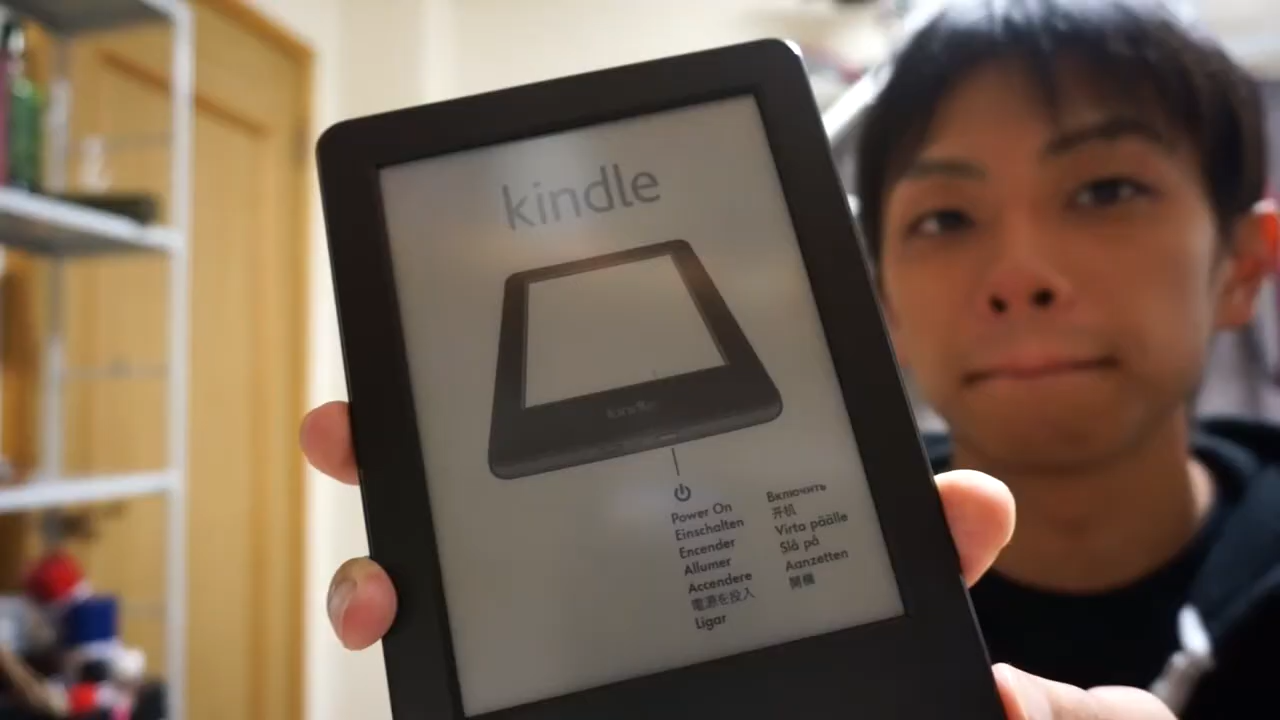 kindle
kindle
Power On
Einschalten
Encender
Allumer
Accendere
電源を投入
Ligar
Включить
开机
Virta päälle
Slå på
Aanzetten
開機